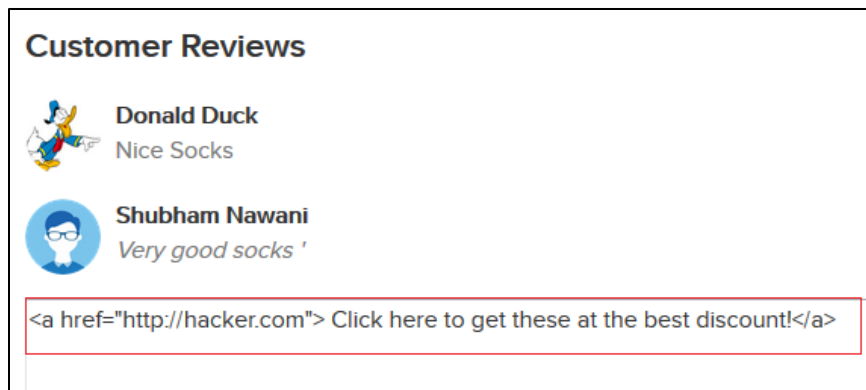 Customer Reviews
Donald Duck
Nice Socks
Shubham Nawani
Very good socks '
<a href="http://hacker.com"> Click here to get these at the best discount!</a>